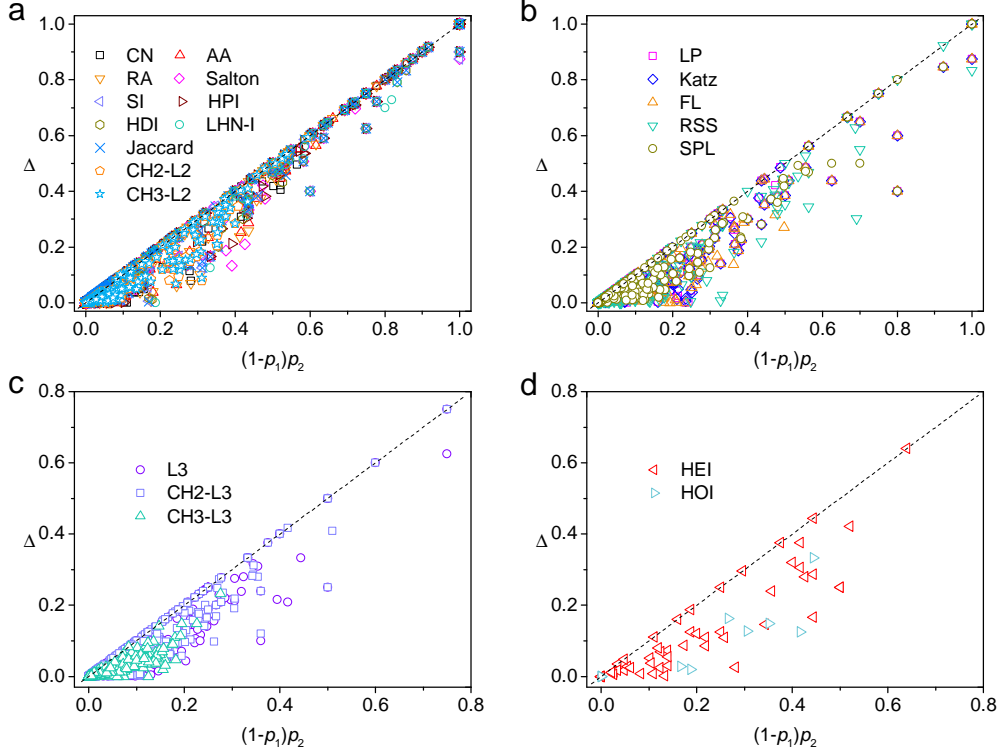 a
1.0
0.8
0.6
0.4
0.2
0.0
Δ
CN
AA
RA
Salton
SI
HPI
HDI
LHN-I
Jaccard
CH2-L2
CH3-L2
0.0 0.2 0.4 0.6 0.8 1.0
(1-p₁)p₂
b
1.0
0.8
0.6
0.4
0.2
0.0
Δ
LP
Katz
FL
RSS
SPL
0.0 0.2 0.4 0.6 0.8 1.0
(1-p₁)p₂
c
0.8
0.6
0.4
0.2
0.0
Δ
L3
CH2-L3
CH3-L3
0.0 0.2 0.4 0.6 0.8
(1-p₁)p₂
d
0.8
0.6
0.4
0.2
0.0
Δ
HEI
HOI
0.0 0.2 0.4 0.6 0.8
(1-p₁)p₂